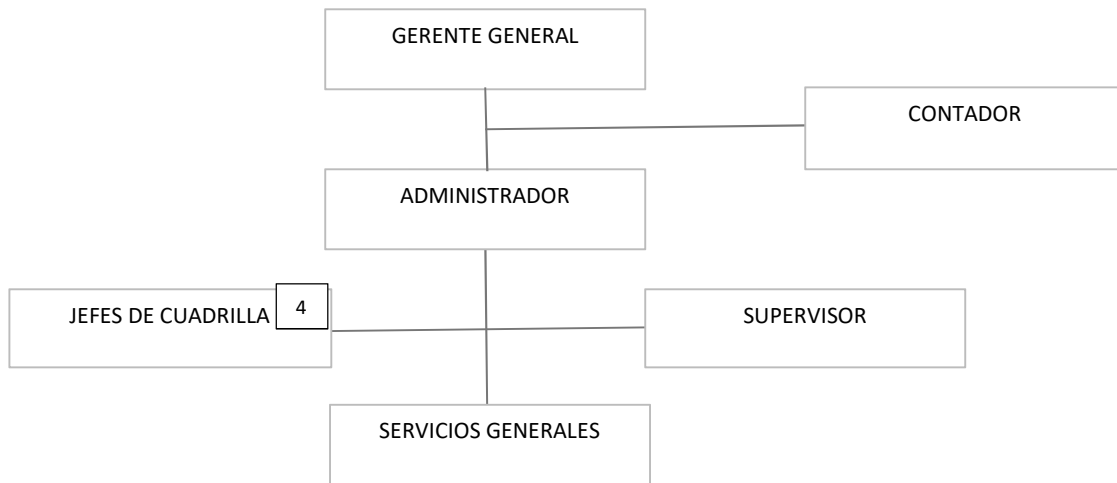 GERENTE GENERAL
CONTADOR
ADMINISTRADOR
JEFES DE CUADRILLA
4
SUPERVISOR
SERVICIOS GENERALES